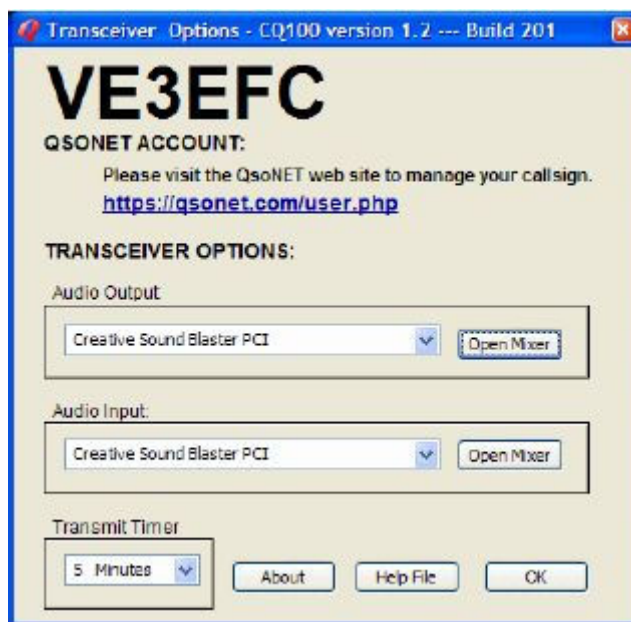 Transceiver Options - CQ100 version 1.2 --- Build 201
VE3EFC
QSONET ACCOUNT:
Please visit the QsoNET web site to manage your callsign.
https://qsonet.com/user.php
TRANSCEIVER OPTIONS:
Audio Output
Creative Sound Blaster PCI
Open Mixer
Audio Input:
Creative Sound Blaster PCI
Open Mixer
Transmit Timer
5 Minutes
About
Help File
OK